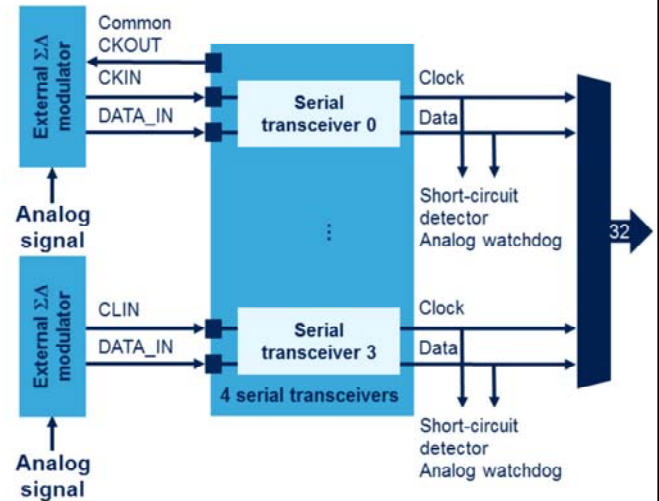 Common
CKOUT
CKIN
DATA_IN
External ΣΔ
modulator
Analog
signal
Serial
transceiver 0
Clock
Data
Short-circuit
detector
Analog watchdog
⋮
32
CLIN
DATA_IN
External ΣΔ
modulator
Analog
signal
Serial
transceiver 3
4 serial transceivers
Clock
Data
Short-circuit
detector
Analog watchdog